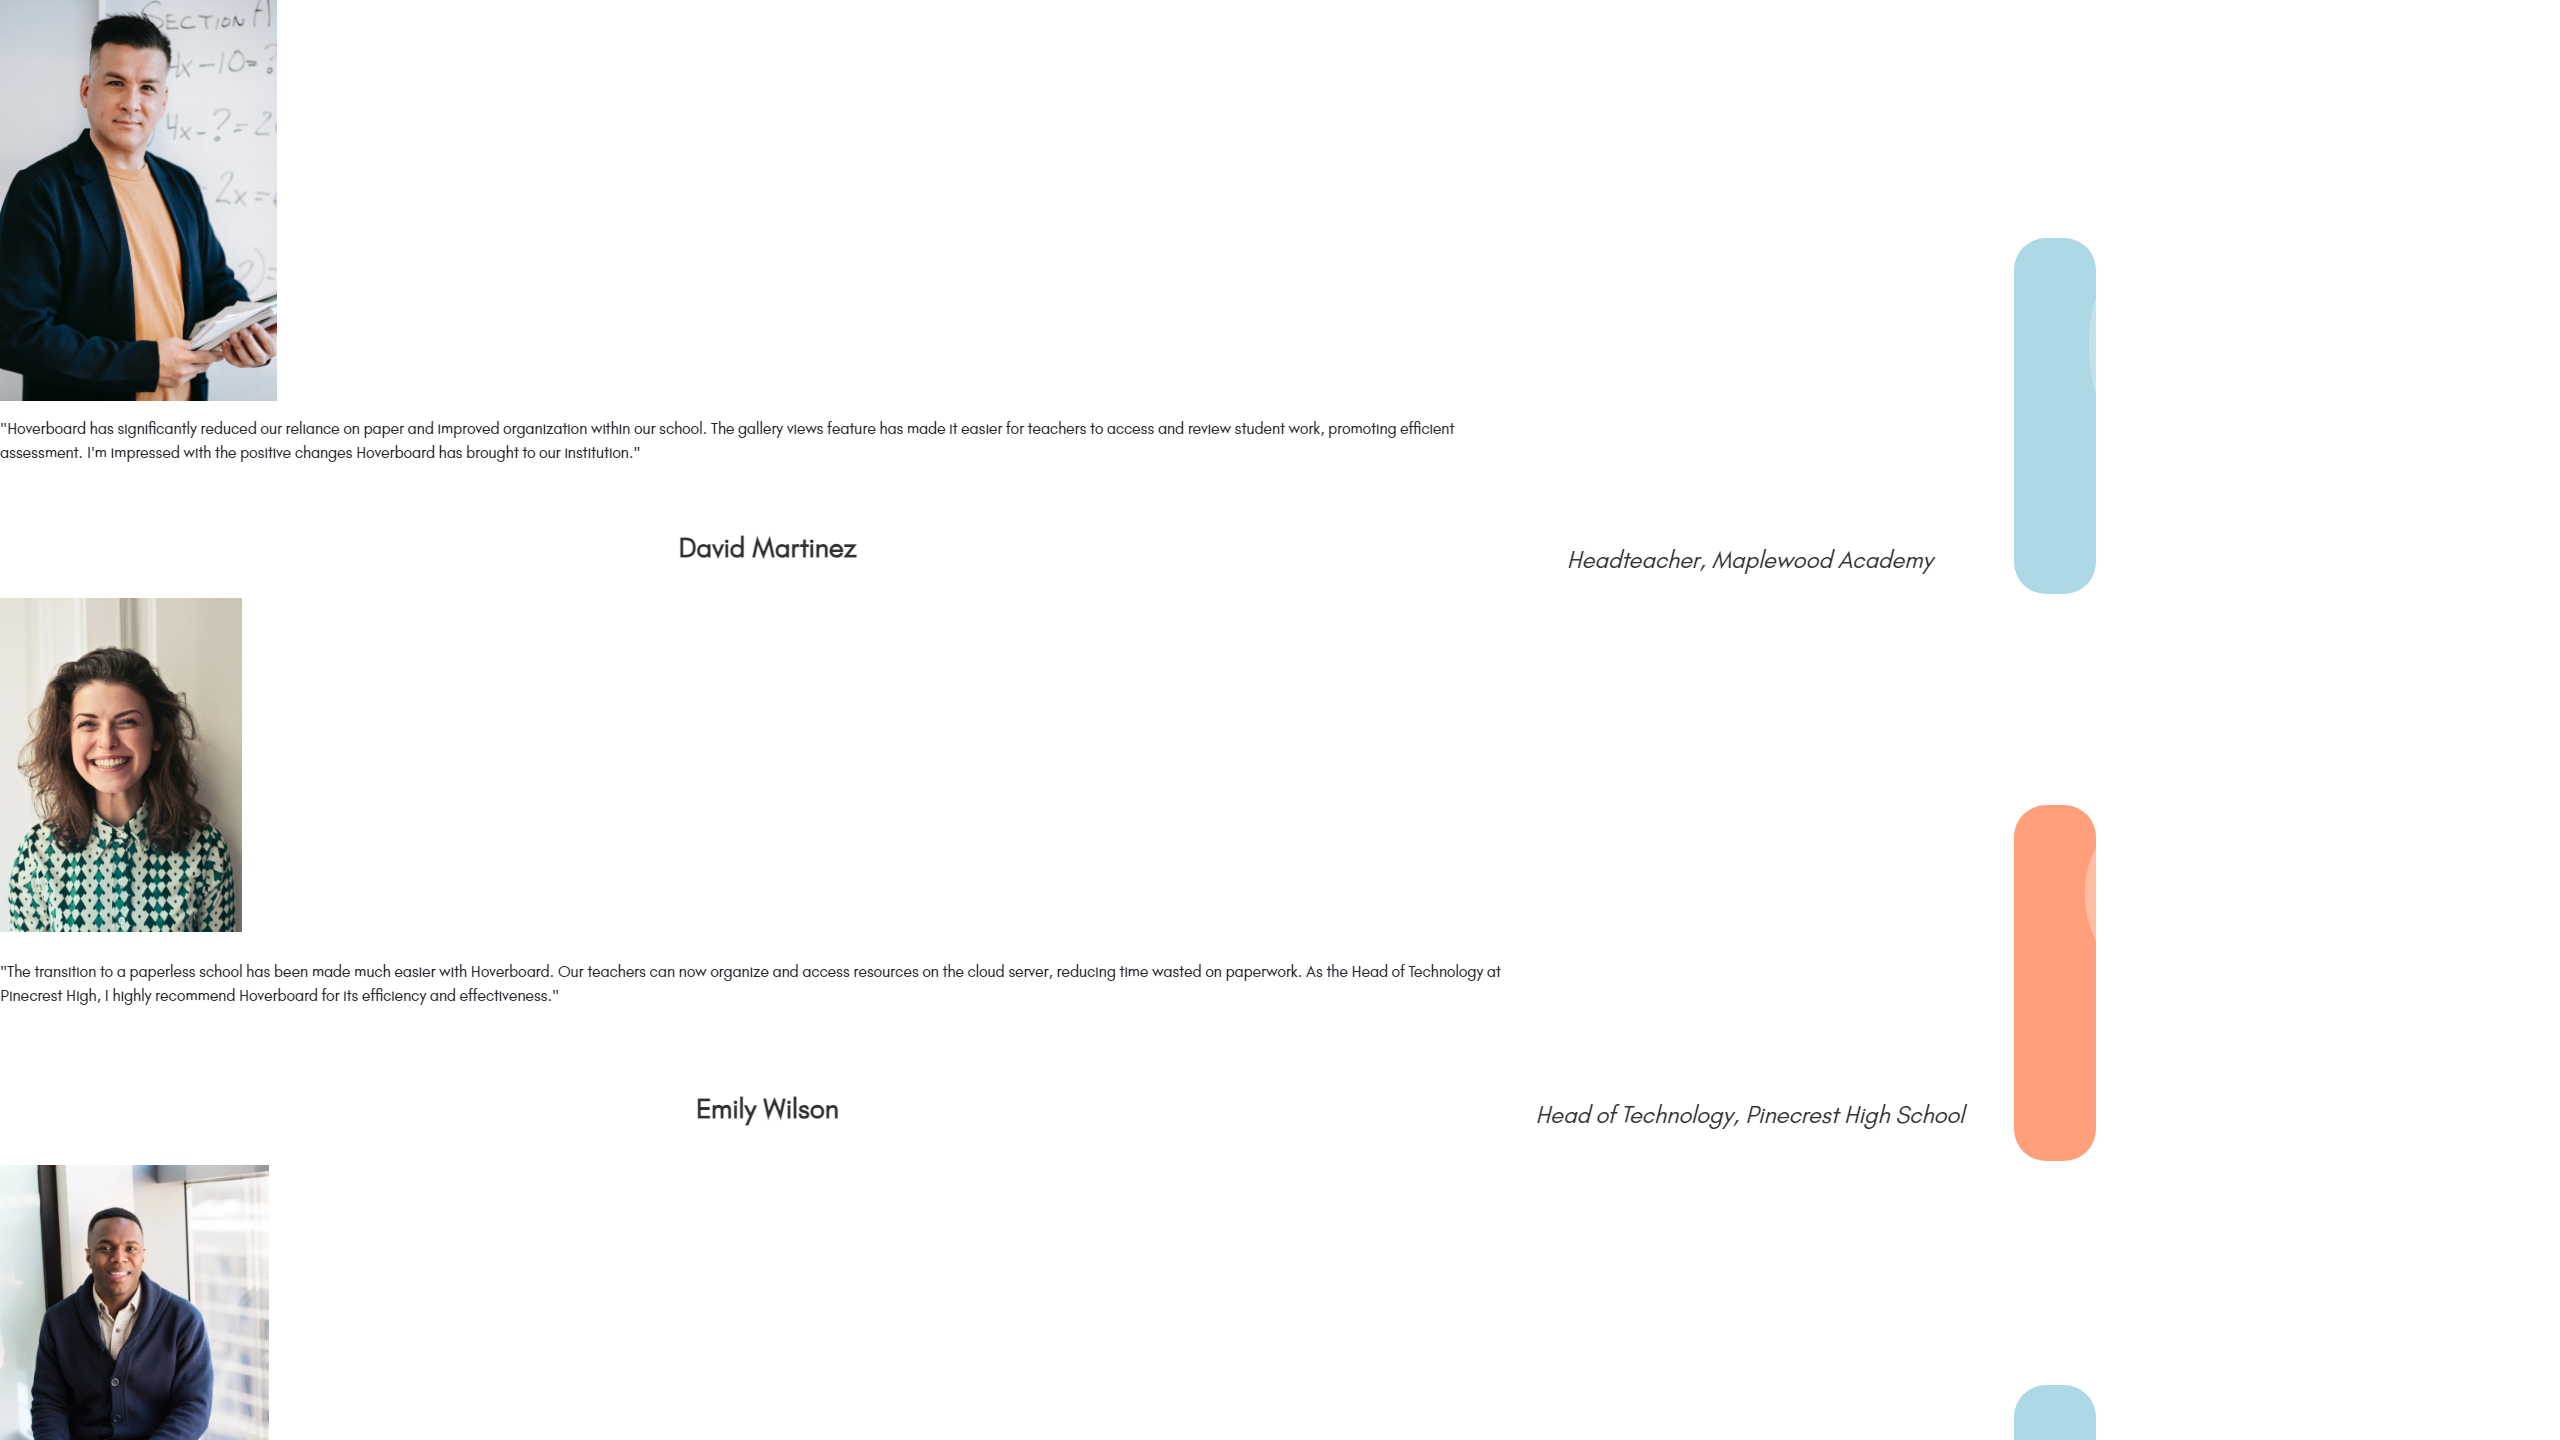 SECTION A
4x-10=?
4x-?=2
2x=
"Hoverboard has significantly reduced our reliance on paper and improved organization within our school. The gallery views feature has made it easier for teachers to access and review student work, promoting efficient
assessment. I'm impressed with the positive changes Hoverboard has brought to our institution."
David Martinez
Headteacher, Maplewood Academy
"The transition to a paperless school has been made much easier with Hoverboard. Our teachers can now organize and access resources on the cloud server, reducing time wasted on paperwork. As the Head of Technology at
Pinecrest High, I highly recommend Hoverboard for its efficiency and effectiveness."
Emily Wilson
Head of Technology, Pinecrest High School